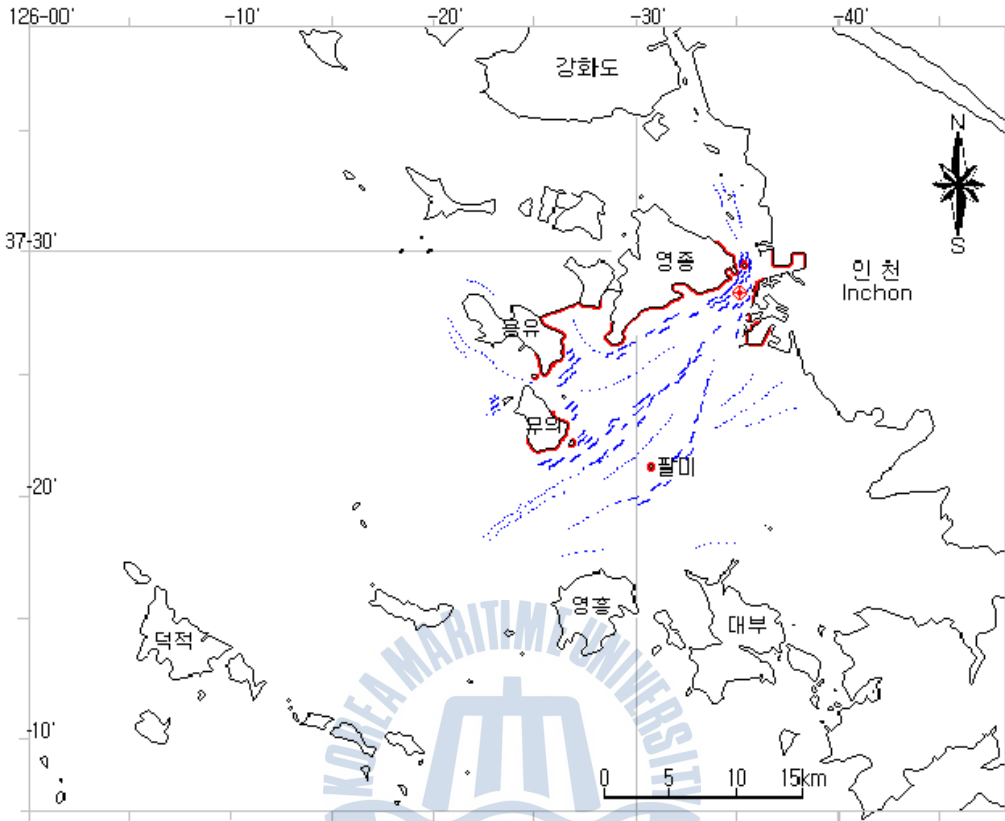 126-00' -10' -20' -30' -40'
강화도
N
S
37-30'
영종
인 천
Inchon
용유
무의
팔미
-20'
영흥
대부
덕적
-10'
0 5 10 15km
KOREA MARITIME UNIVERSITY